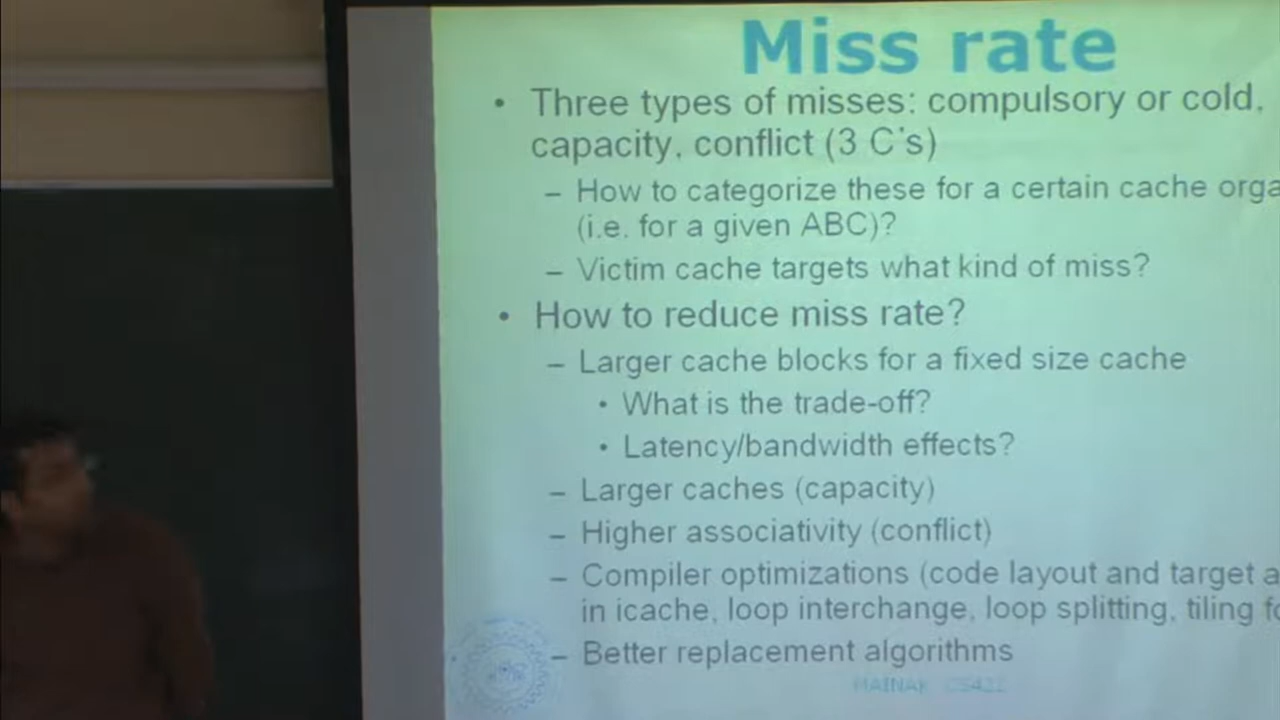 Miss rate
• Three types of misses: compulsory or cold,
capacity, conflict (3 C's)
– How to categorize these for a certain cache orga
(i.e. for a given ABC)?
– Victim cache targets what kind of miss?
• How to reduce miss rate?
– Larger cache blocks for a fixed size cache
• What is the trade-off?
• Latency/bandwidth effects?
– Larger caches (capacity)
– Higher associativity (conflict)
– Compiler optimizations (code layout and target a
in icache, loop interchange, loop splitting, tiling fo
– Better replacement algorithms
MAINAK CS422